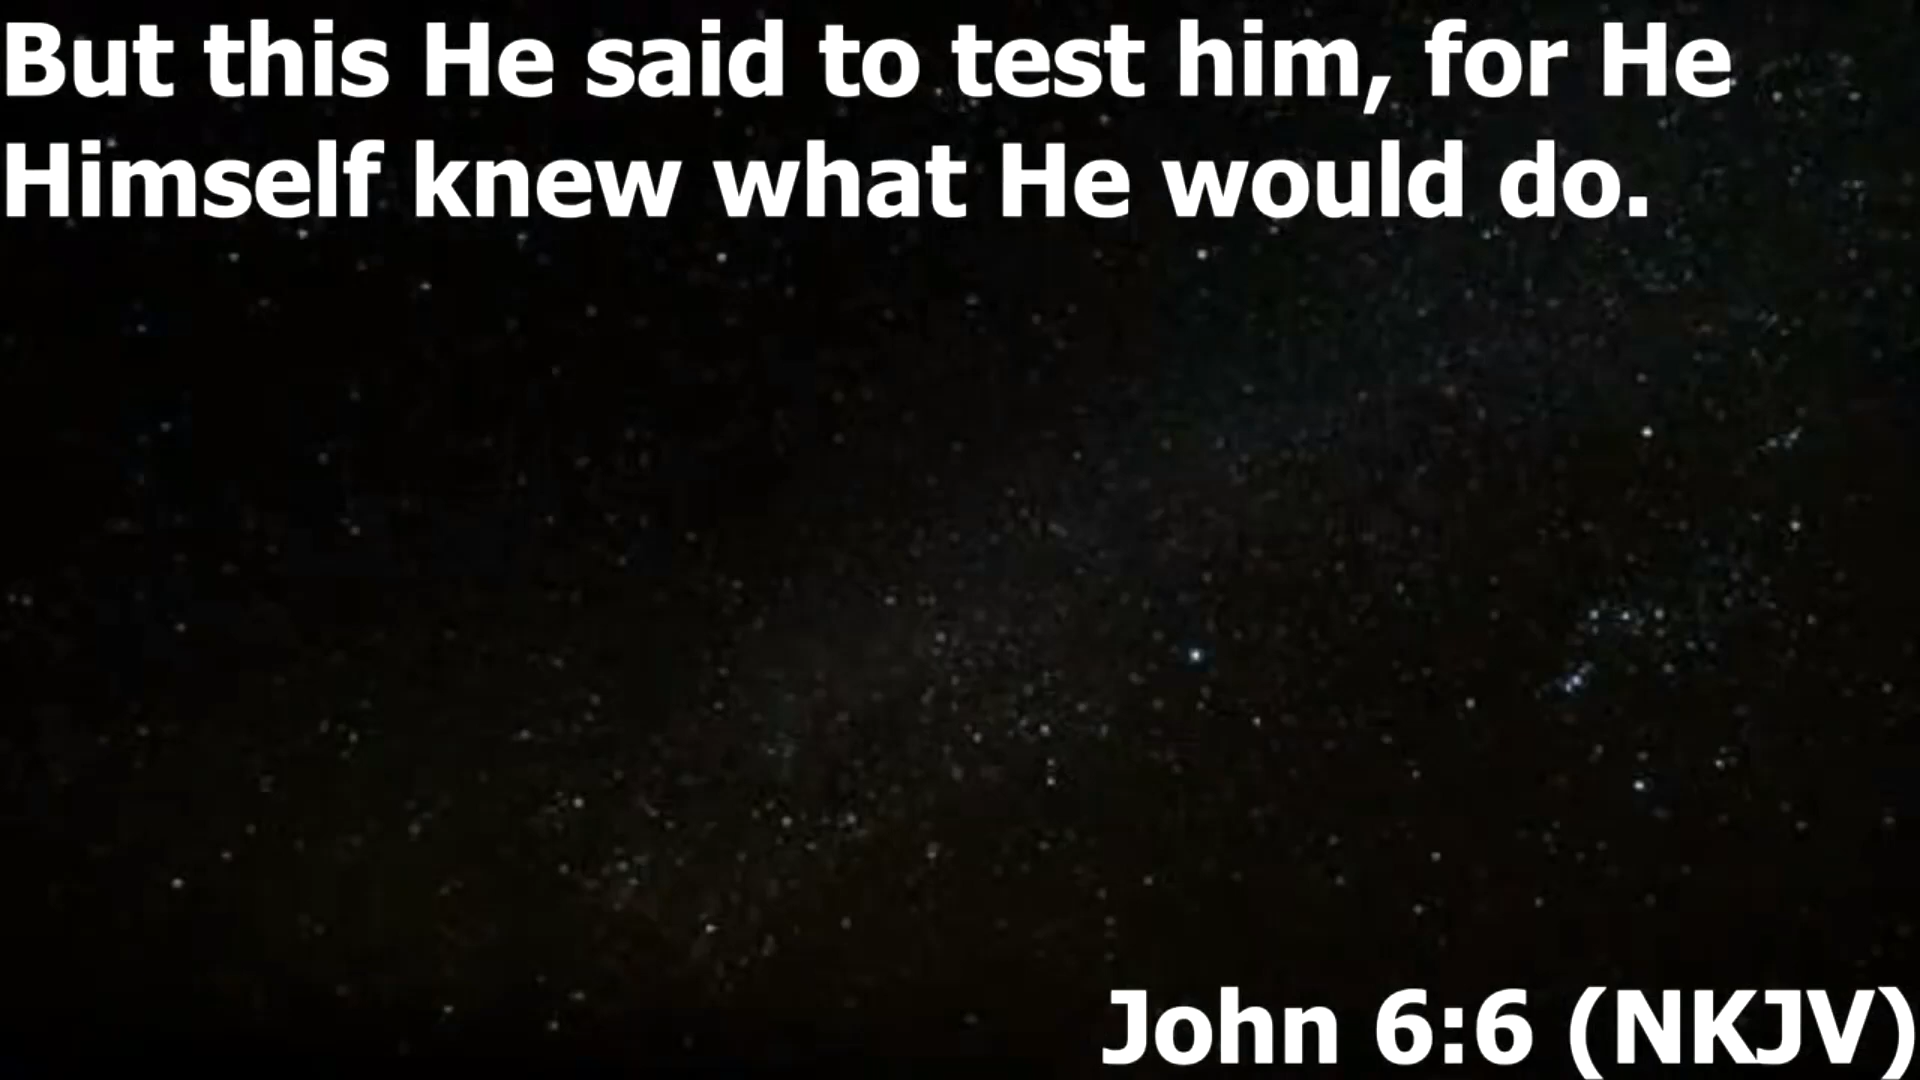 But this He said to test him, for He
Himself knew what He would do.
John 6:6 (NKJV)